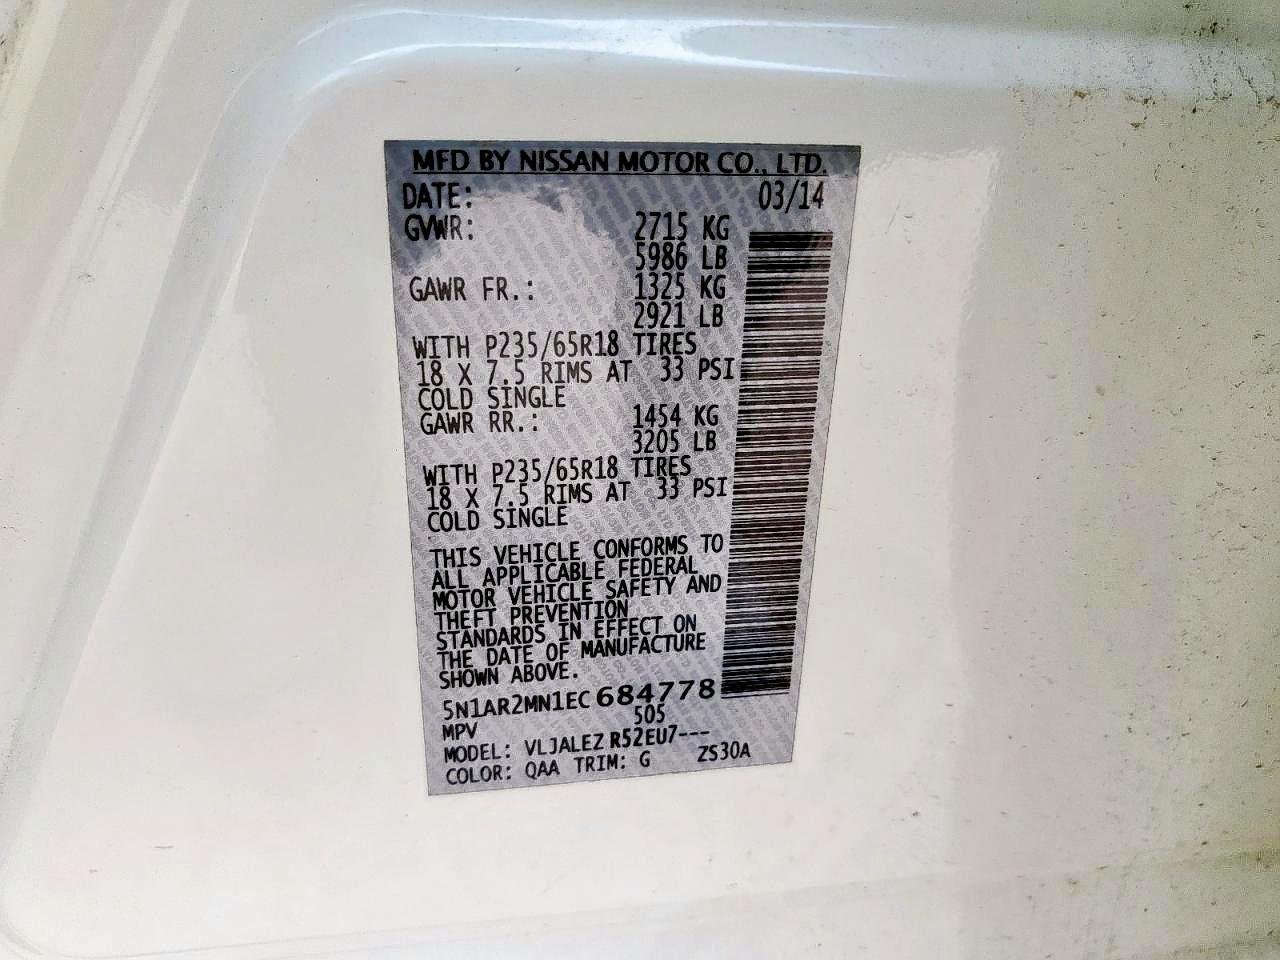 MFD BY NISSAN MOTOR CO., LTD.
DATE: 03/14
GVWR: 2715 KG
5986 LB
GAWR FR.: 1325 KG
2921 LB
WITH P235/65R18 TIRES
18 X 7.5 RIMS AT 33 PSI
COLD SINGLE
GAWR RR.: 1454 KG
3205 LB
WITH P235/65R18 TIRES
18 X 7.5 RIMS AT 33 PSI
COLD SINGLE
THIS VEHICLE CONFORMS TO
ALL APPLICABLE FEDERAL
MOTOR VEHICLE SAFETY AND
THEFT PREVENTION
STANDARDS IN EFFECT ON
THE DATE OF MANUFACTURE
SHOWN ABOVE.
5N1AR2MN1EC684778
MPV 505
MODEL: VLJALEZ R52EU7---
COLOR: QAA TRIM: G ZS30A